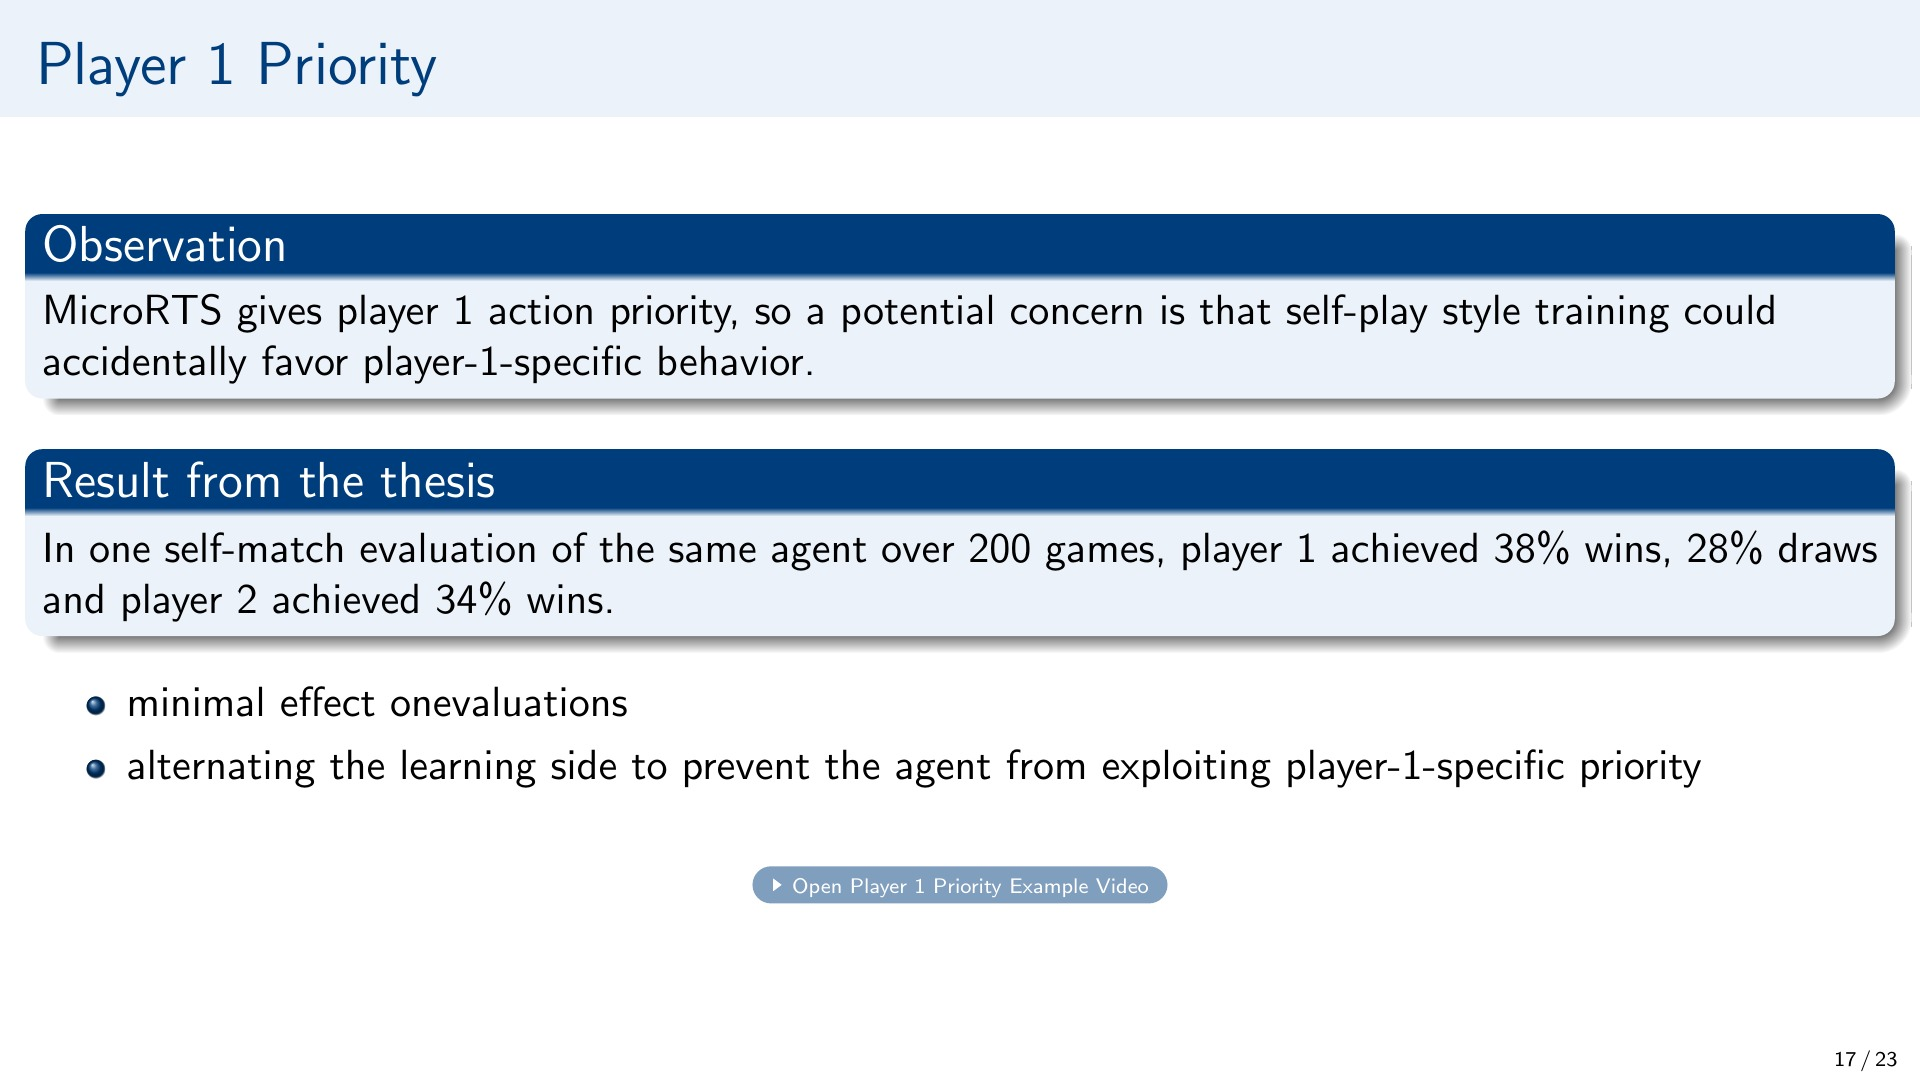 Player 1 Priority
Observation
MicroRTS gives player 1 action priority, so a potential concern is that self-play style training could
accidentally favor player-1-specific behavior.
Result from the thesis
In one self-match evaluation of the same agent over 200 games, player 1 achieved 38% wins, 28% draws
and player 2 achieved 34% wins.
minimal effect onevaluations
alternating the learning side to prevent the agent from exploiting player-1-specific priority
Open Player 1 Priority Example Video
17 / 23